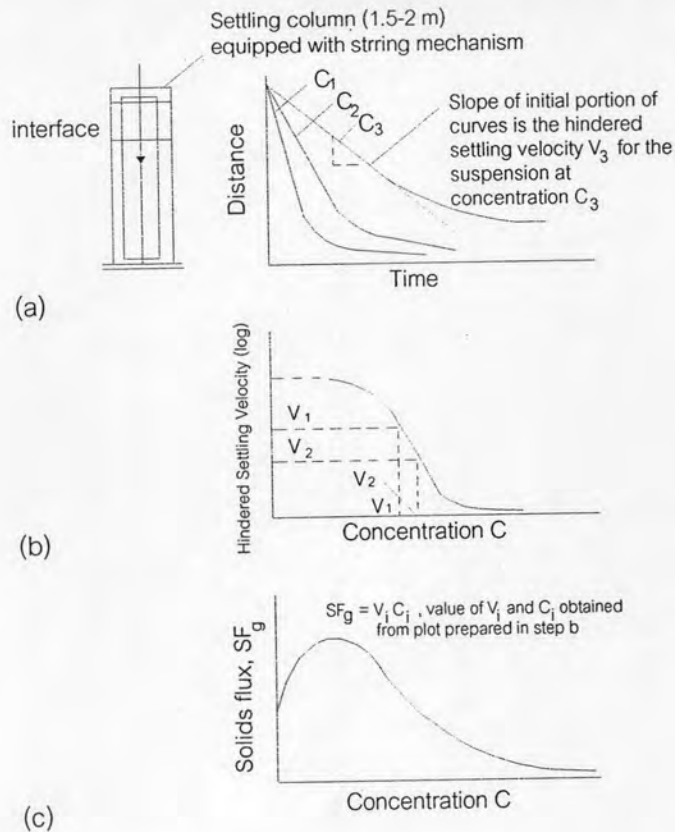 Settling column (1.5-2 m)
equipped with strring mechanism
interface
Distance
C1
C2
C3
Slope of initial portion of
curves is the hindered
settling velocity V3 for the
suspension at
concentration C3
Time
(a)
Hindered Settling Velocity (log)
V1
V2
V2
V1
Concentration C
(b)
SFg = Vi Ci , value of Vi and Ci obtained
from plot prepared in step b
Solids flux, SFg
Concentration C
(c)